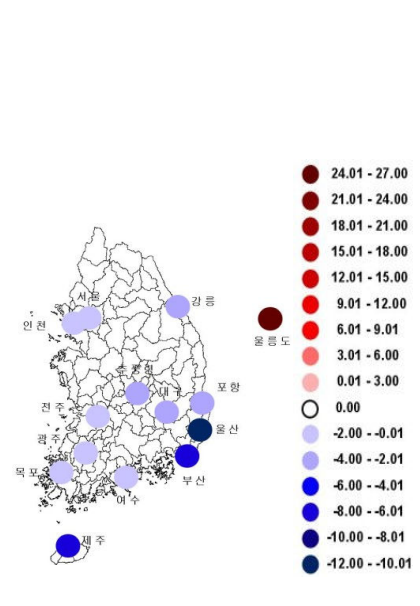 24.01 - 27.00
21.01 - 24.00
18.01 - 21.00
15.01 - 18.00
12.01 - 15.00
9.01 - 12.00
6.01 - 9.01
3.01 - 6.00
0.01 - 3.00
0.00
-2.00 - -0.01
-4.00 - -2.01
-6.00 - -4.01
-8.00 - -6.01
-10.00 - -8.01
-12.00 - -10.01
서울
강릉
인천
울릉도
추풍령
대구
포항
전주
울산
광주
목포
부산
여수
제주